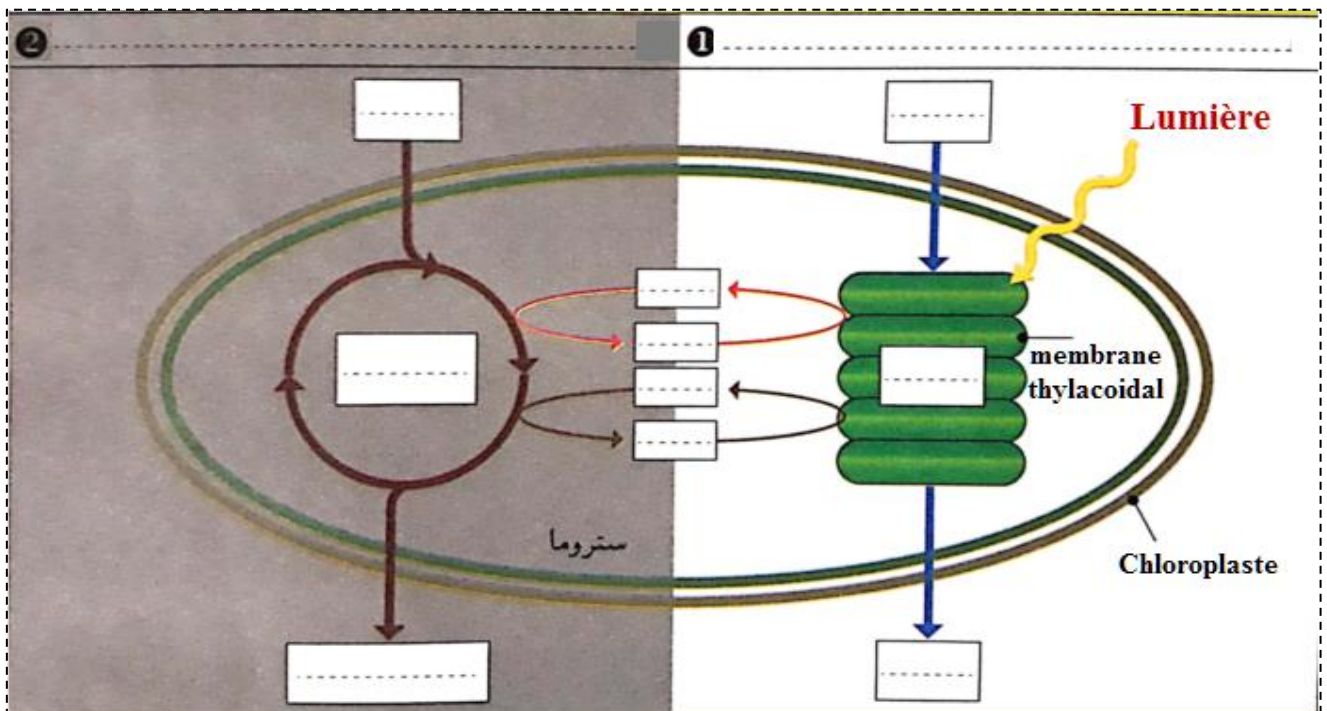 ❷
❶
Lumière
membrane
thylacoidal
ستروما
Chloroplaste